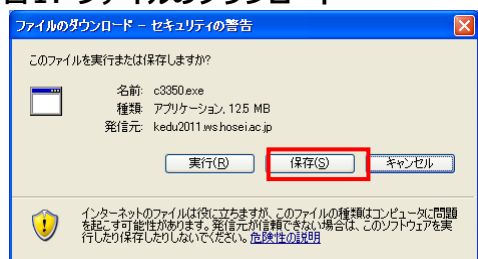 ファイルのダウンロード - セキュリティの警告
このファイルを実行または保存しますか?
名前: c3350.exe
種類: アプリケーション, 12.5 MB
発信元: kedu2011.ws.hosei.ac.jp
実行(R) 保存(S) キャンセル
インターネットのファイルは役に立ちますが、このファイルの種類はコンピュータに問題
を起こす可能性があります。発信元が信頼できない場合は、このソフトウェアを実
行したり保存したりしないでください。危険性の説明